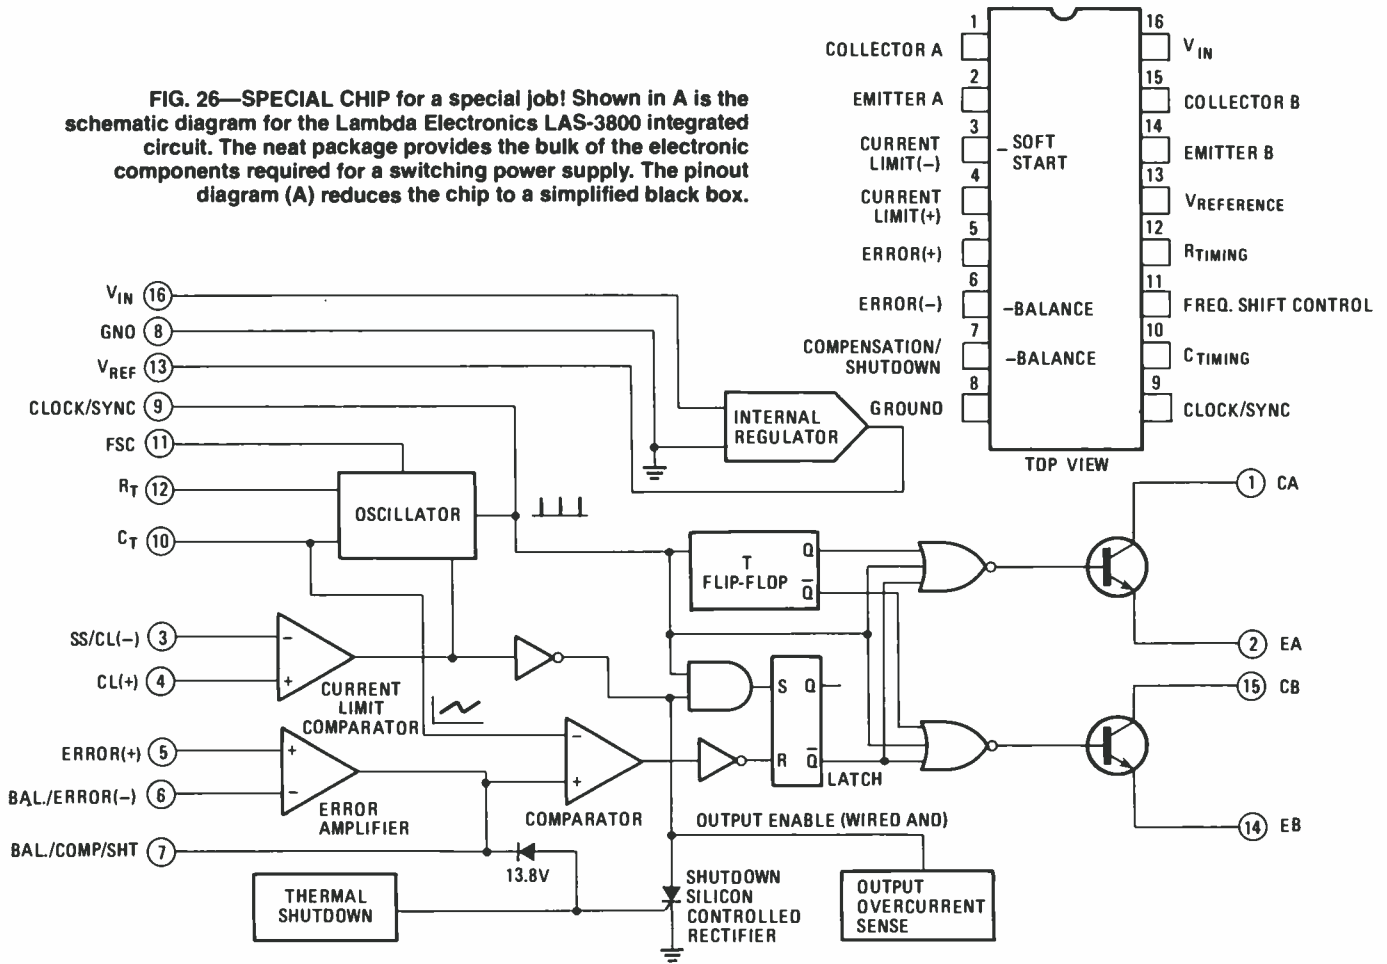 FIG. 26—SPECIAL CHIP for a special job! Shown in A is the
schematic diagram for the Lambda Electronics LAS-3800 integrated
circuit. The neat package provides the bulk of the electronic
components required for a switching power supply. The pinout
diagram (A) reduces the chip to a simplified black box.
1
COLLECTOR A
2
EMITTER A
3
CURRENT
LIMIT(−)
4
CURRENT
LIMIT(+)
5
ERROR(+)
6
ERROR(−)
7
COMPENSATION/
SHUTDOWN
8
GROUND
– SOFT
START
–BALANCE
–BALANCE
16
VIN
15
COLLECTOR B
14
EMITTER B
13
VREFERENCE
12
RTIMING
11
FREQ. SHIFT CONTROL
10
CTIMING
9
CLOCK/SYNC
TOP VIEW
VIN 16
GNO 8
VREF 13
CLOCK/SYNC 9
FSC 11
RT 12
CT 10
SS/CL(−) 3
CL(+) 4
ERROR(+) 5
BAL./ERROR(−) 6
BAL./COMP/SHT 7
INTERNAL
REGULATOR
OSCILLATOR
T
FLIP-FLOP
Q
Q̅
− 
+
CURRENT
LIMIT
COMPARATOR
+
−
ERROR
AMPLIFIER
−
+
COMPARATOR
S Q
R Q̅
LATCH
OUTPUT ENABLE (WIRED AND)
13.8V
THERMAL
SHUTDOWN
SHUTDOWN
SILICON
CONTROLLED
RECTIFIER
OUTPUT
OVERCURRENT
SENSE
1 CA
2 EA
15 CB
14 EB